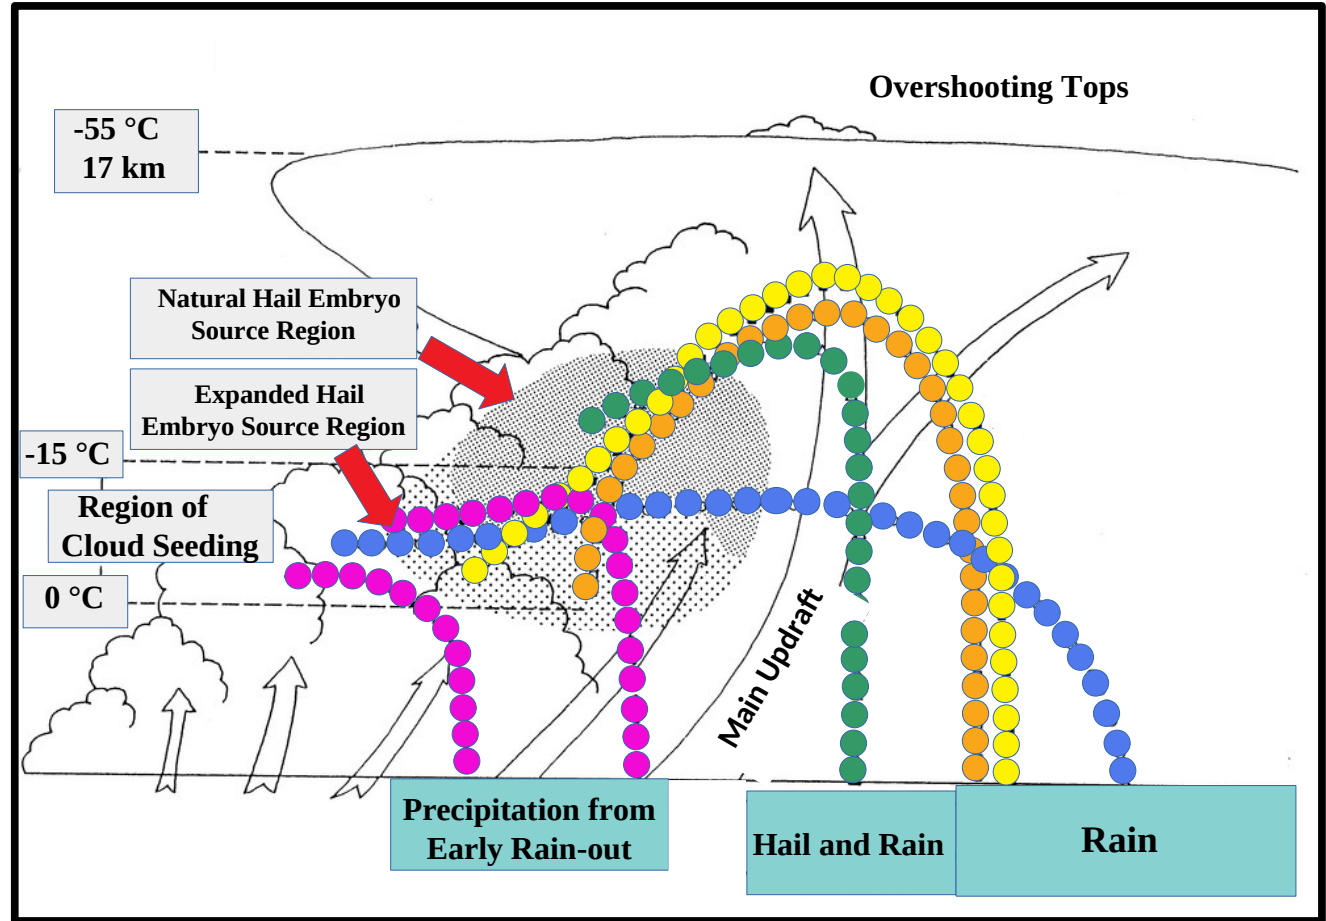 Overshooting Tops
-55 °C
17 km
Natural Hail Embryo
Source Region
Expanded Hail
Embryo Source Region
-15 °C
Region of
Cloud Seeding
0 °C
Main Updraft
Precipitation from
Early Rain-out
Hail and Rain
Rain